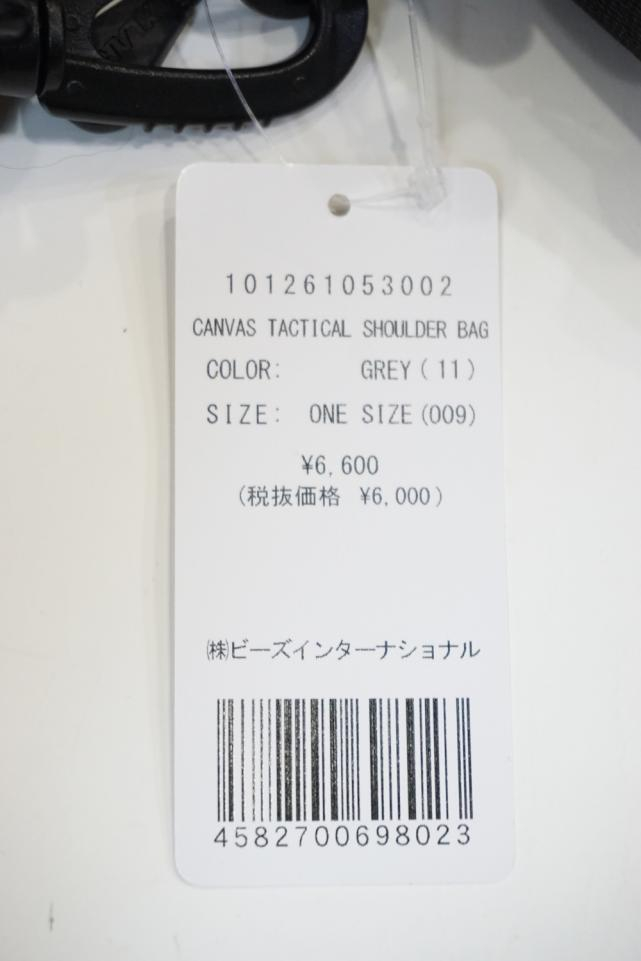 101261053002
CANVAS TACTICAL SHOULDER BAG
COLOR: GREY(11)
SIZE: ONE SIZE(009)
¥6,600
(税抜価格 ¥6,000)
㈱ビーズインターナショナル
4582700698023